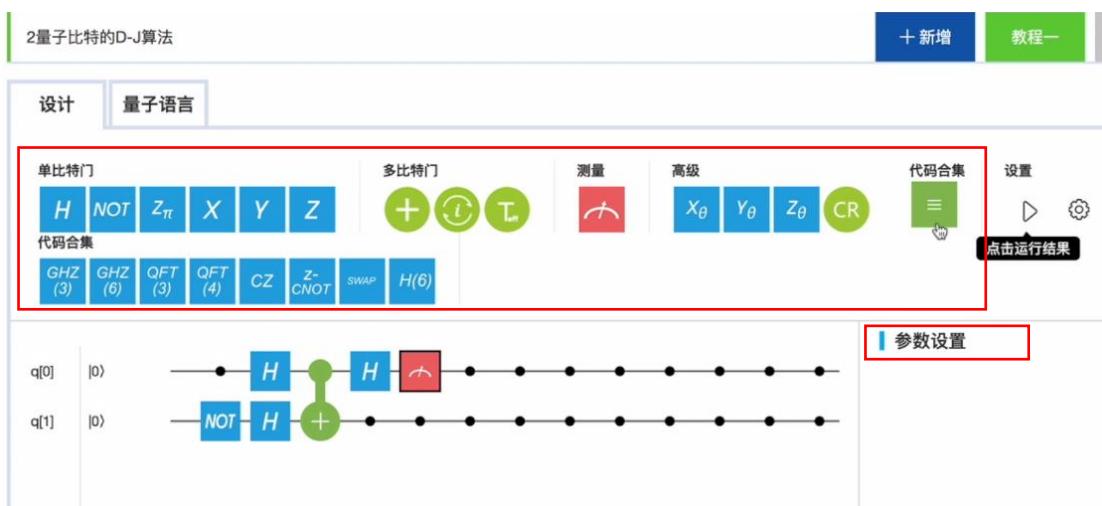 2量子比特的D-J算法
十新增
教程一
设计
量子语言
单比特门
多比特门
测量
高级
代码合集
设置
H NOT Zπ X Y Z
Xθ Yθ Zθ CR
代码合集
点击运行结果
GHZ (3) GHZ (6) QFT (3) QFT (4) CZ Z-CNOT SWAP H(6)
参数设置
q[0] |0⟩ H H
q[1] |0⟩ NOT H